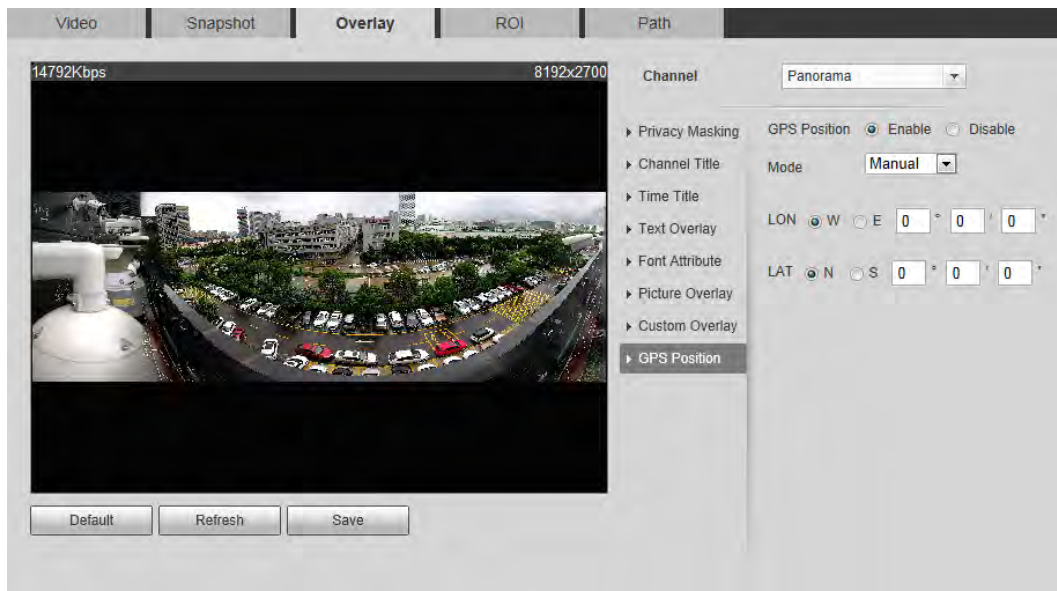 Video Snapshot Overlay ROI Path
14792Kbps 8192x2700
Channel Panorama
Privacy Masking
Channel Title
Time Title
Text Overlay
Font Attribute
Picture Overlay
Custom Overlay
GPS Position
GPS Position Enable Disable
Mode Manual
LON W E 0 ° 0 ' 0 "
LAT N S 0 ° 0 ' 0 "
Default Refresh Save